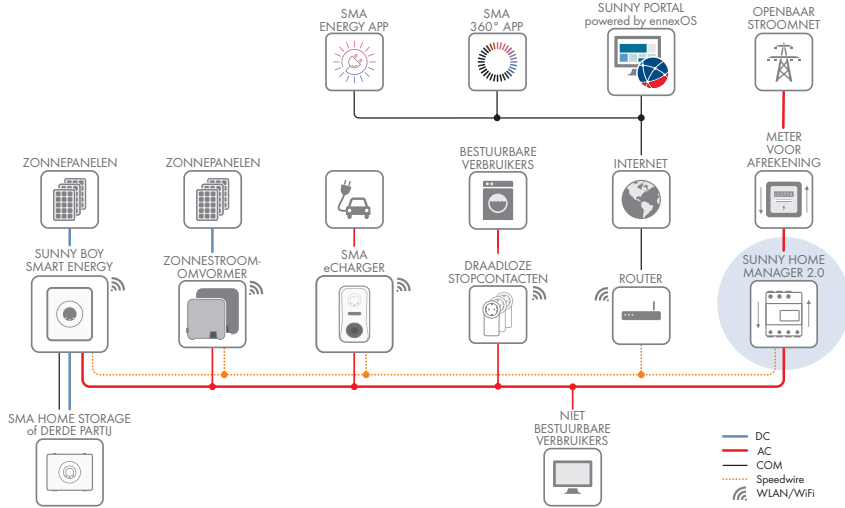 SMA
ENERGY APP
SMA
360° APP
SUNNY PORTAL
powered by ennexOS
OPENBAAR
STROOMNET
ZONNEPANELEN
ZONNEPANELEN
BESTUURBARE
VERBRUIKERS
INTERNET
METER
VOOR
AFREKENING
SUNNY BOY
SMART ENERGY
ZONNESTROOM-
OMVORMER
SMA
eCHARGER
DRAADLOZE
STOPCONTACTEN
ROUTER
SUNNY HOME
MANAGER 2.0
SMA HOME STORAGE
of DERDE PARTIJ
NIET
BESTUURBARE
VERBRUIKERS
DC
AC
COM
Speedwire
WLAN/WiFi